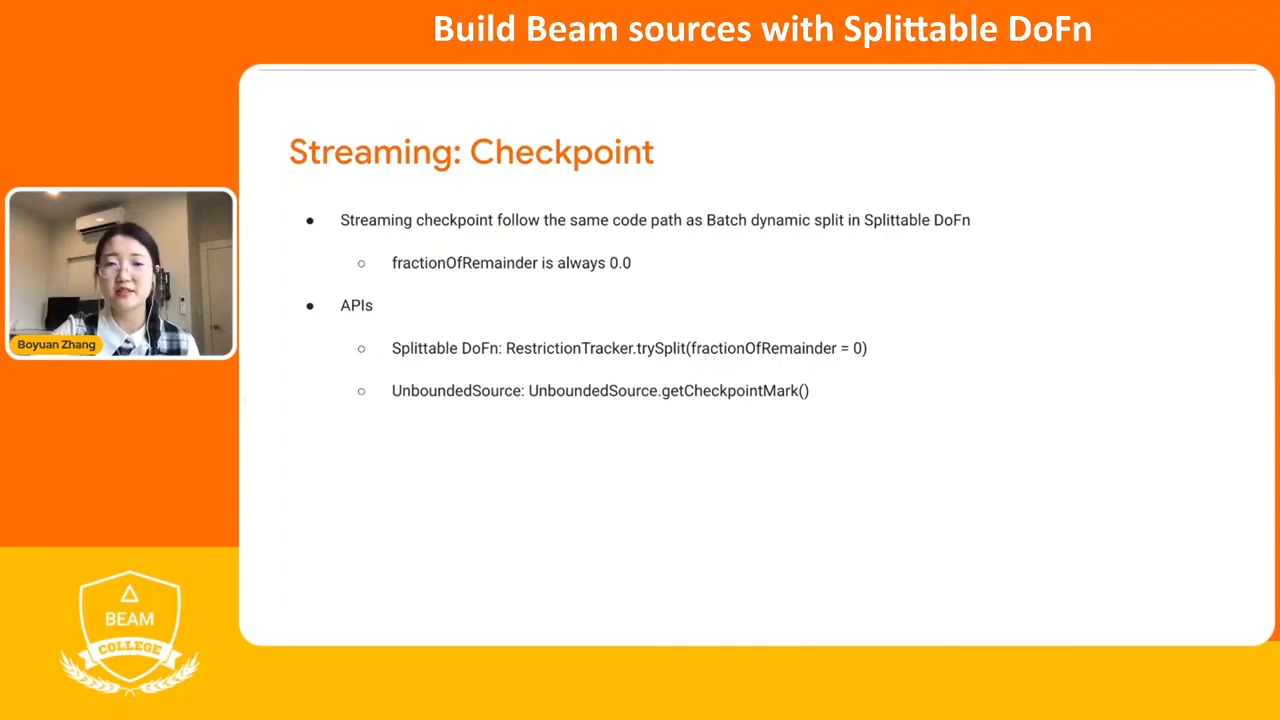 Build Beam sources with Splittable DoFn
Streaming: Checkpoint
● Streaming checkpoint follow the same code path as Batch dynamic split in Splittable DoFn
○ fractionOfRemainder is always 0.0
● APIs
○ Splittable DoFn: RestrictionTracker.trySplit(fractionOfRemainder = 0)
○ UnboundedSource: UnboundedSource.getCheckpointMark()
Boyuan Zhang
BEAM
COLLEGE